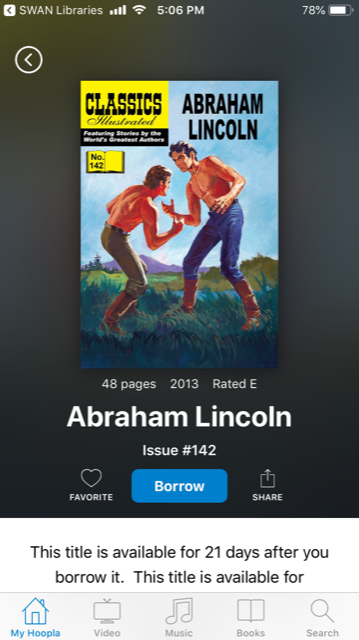 SWAN Libraries 5:06 PM 78%
CLASSICS
Illustrated
Featuring Stories by the
World's Greatest Authors
No.
142
ABRAHAM
LINCOLN
48 pages 2013 Rated E
Abraham Lincoln
Issue #142
FAVORITE Borrow SHARE
This title is available for 21 days after you
borrow it. This title is available for
My Hoopla Video Music Books Search